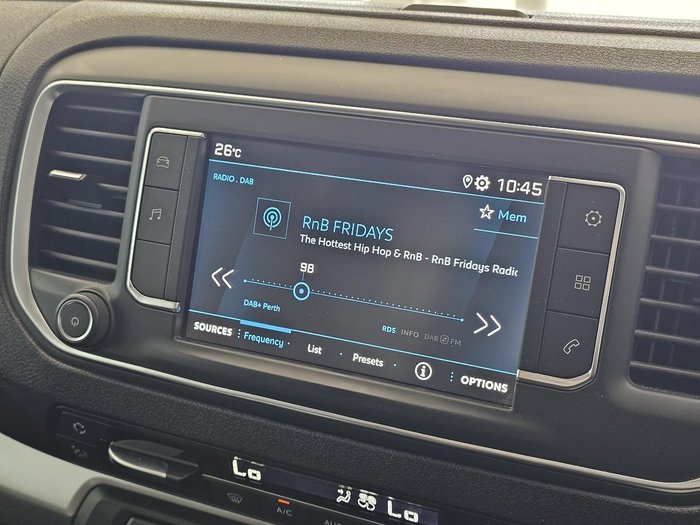 26°C
10:45
RADIO . DAB
Mem
RnB FRIDAYS
The Hottest Hip Hop & RnB - RnB Fridays Radio
9B
DAB+ Perth
RDS INFO DAB FM
SOURCES Frequency List Presets OPTIONS
Lo
Lo
A/C